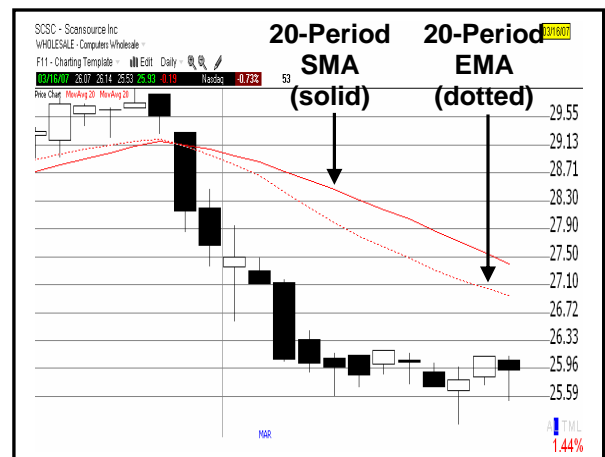 SCSC - Scansource Inc
WHOLESALE - Computers Wholesale
F11 - Charting Template Edit Daily
03/16/07 26.07 26.14 25.53 25.93 -0.19 Nasdaq -0.73% 53
Price Chart MovAvg 20 MovAvg 20
20-Period
SMA
(solid)
20-Period
EMA
(dotted)
03/16/07
29.55
29.13
28.71
28.30
27.90
27.50
27.10
26.72
26.33
25.96
25.59
MAR
A L TML
1.44%